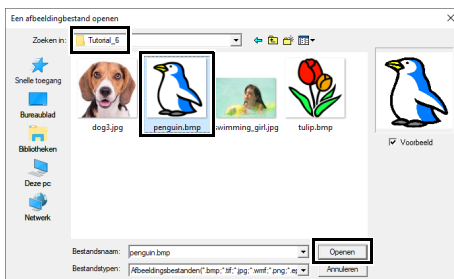 Een afbeeldingbestand openen
Zoeken in: Tutorial_6
Snelle toegang
Bureaublad
Bibliotheken
Deze pc
Netwerk
dog3.jpg penguin.bmp swimming_girl.jpg tulip.bmp
Voorbeeld
Bestandsnaam: penguin.bmp Openen
Bestandstypen: Afbeeldingsbestanden(*.bmp;*.tif;*.jpg;*.wmf;*.png;*.ep Annuleren